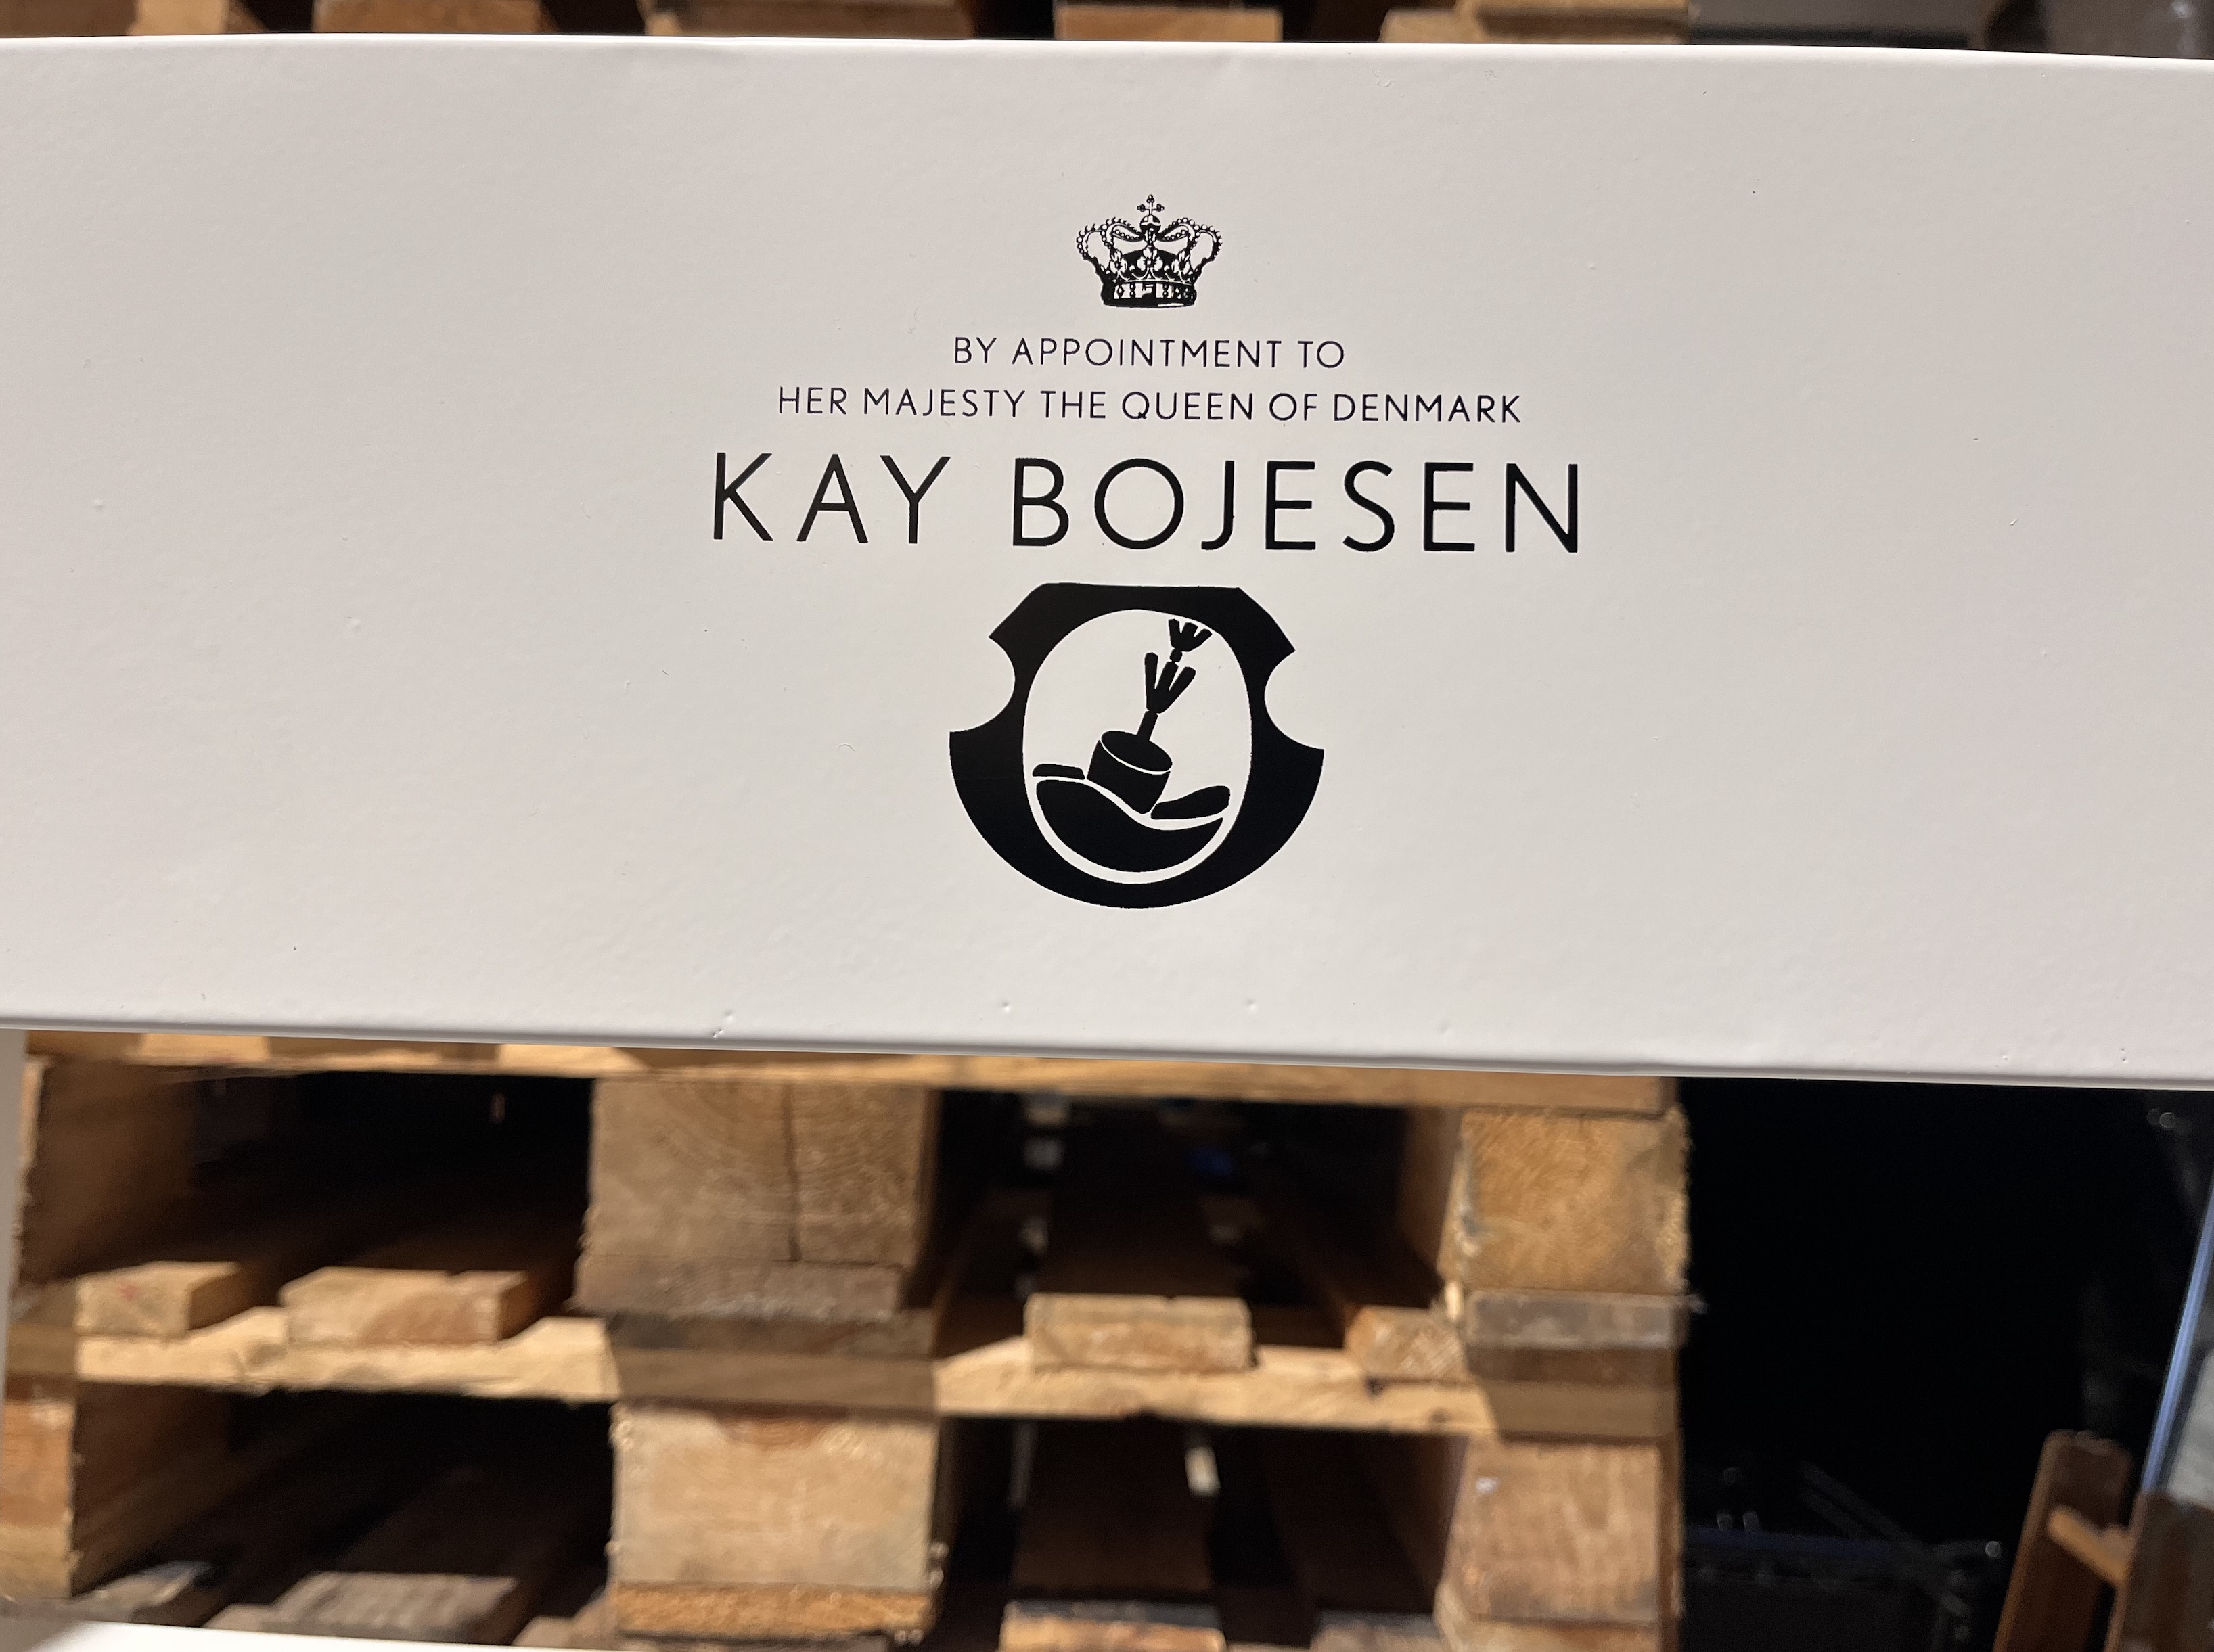 BY APPOINTMENT TO
HER MAJESTY THE QUEEN OF DENMARK
KAY BOJESEN